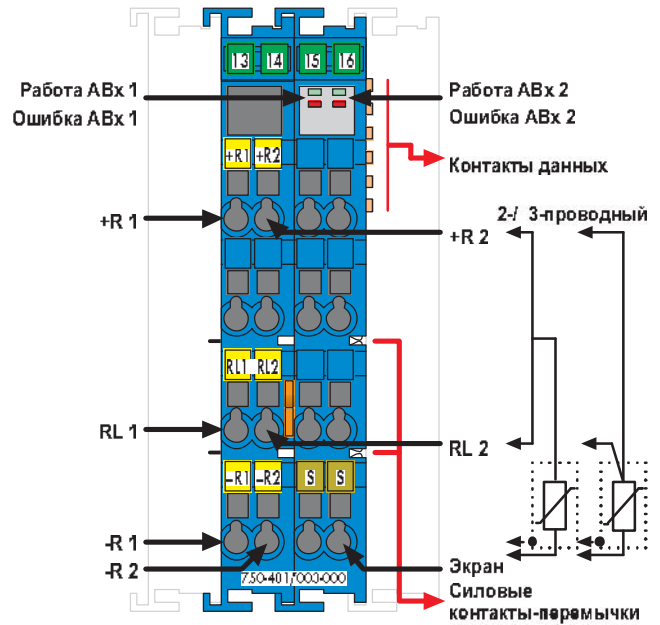 13 14 15 16
Работа АВх 1
Ошибка АВх 1
Работа АВх 2
Ошибка АВх 2
+R1 +R2
Контакты данных
+R 1
+R 2
2-/ 3-проводный
RL1 RL2
RL 1
RL 2
-R1 -R2
S S
-R 1
-R 2
750-481/003-000
Экран
Силовые
контакты-перемычки